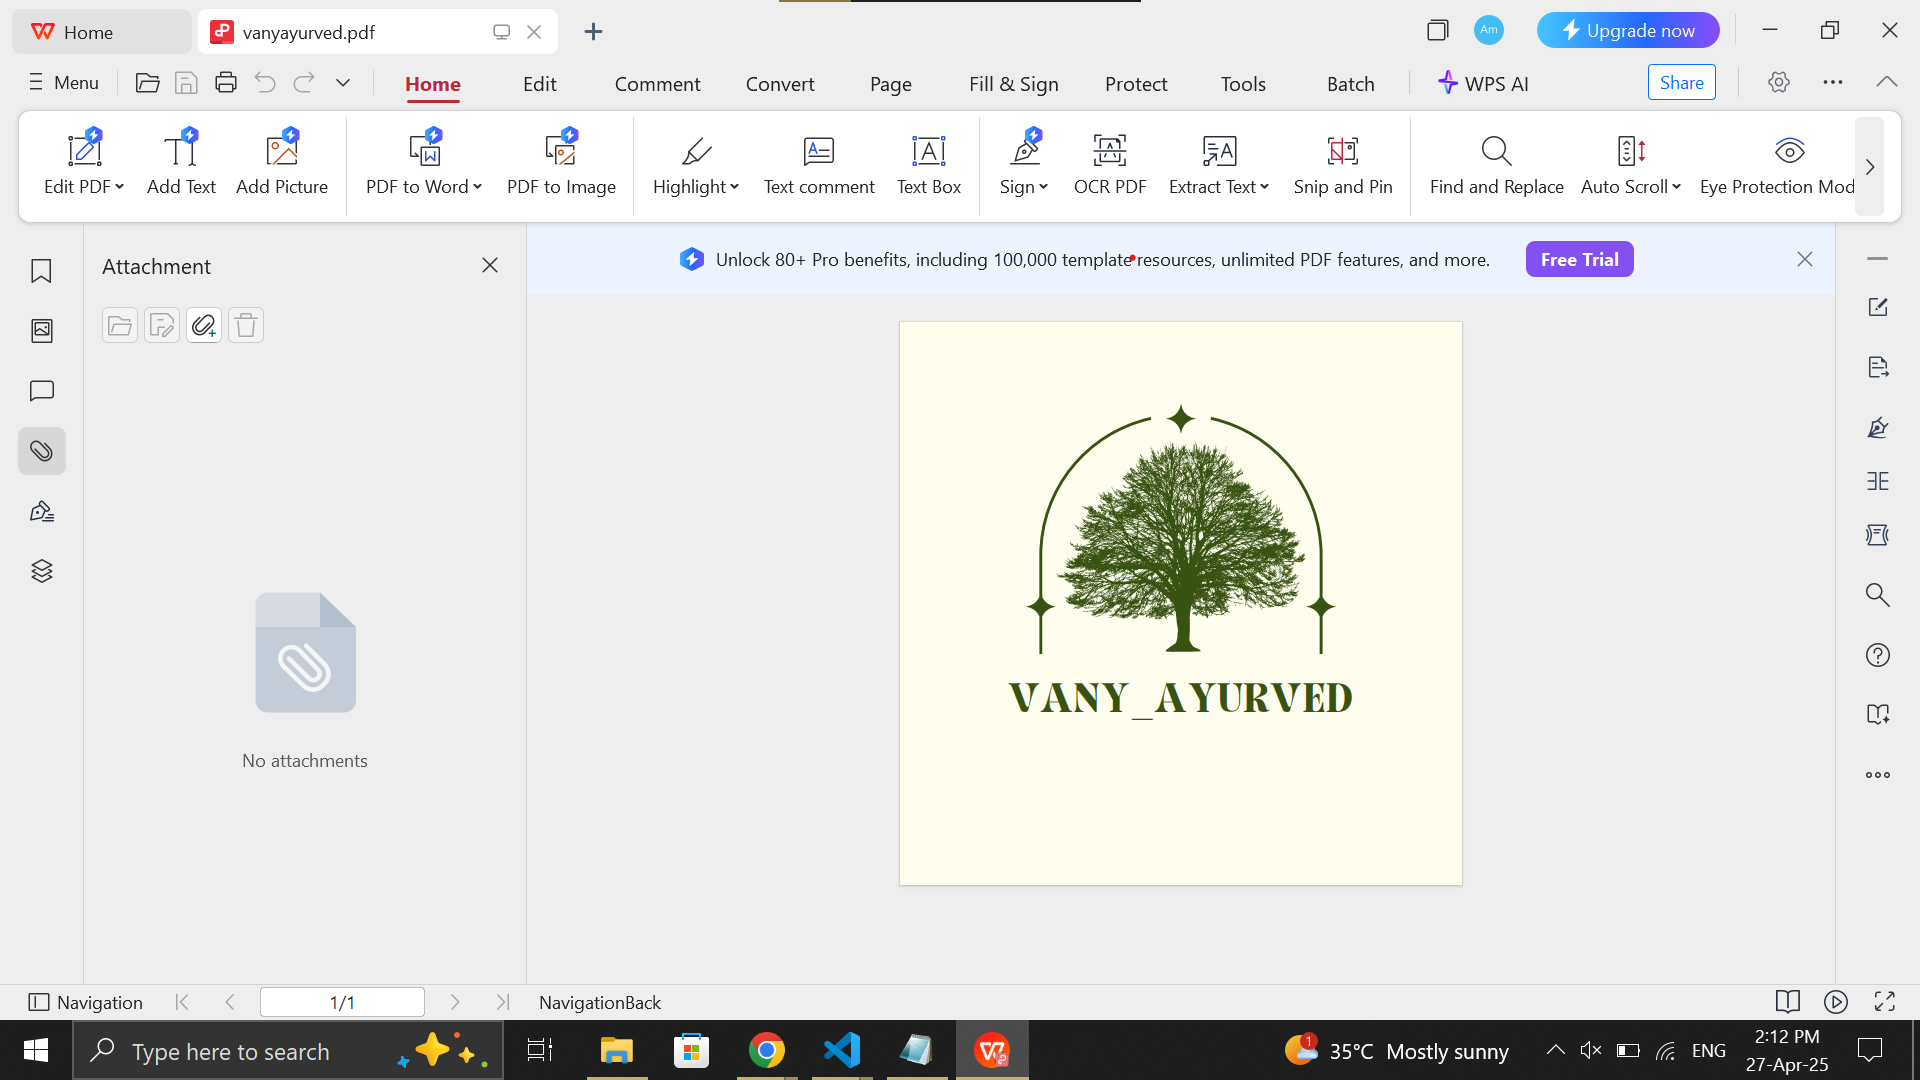 Home
vanyayurved.pdf
Am
Upgrade now
Menu
Home
Edit
Comment
Convert
Page
Fill & Sign
Protect
Tools
Batch
WPS AI
Share
Edit PDF
Add Text
Add Picture
PDF to Word
PDF to Image
Highlight
Text comment
Text Box
Sign
OCR PDF
Extract Text
Snip and Pin
Find and Replace
Auto Scroll
Eye Protection Mod
Attachment
Unlock 80+ Pro benefits, including 100,000 template resources, unlimited PDF features, and more.
Free Trial
VANY_AYURVED
No attachments
Navigation
1/1
NavigationBack
Type here to search
1
35°C Mostly sunny
ENG
2:12 PM
27-Apr-25